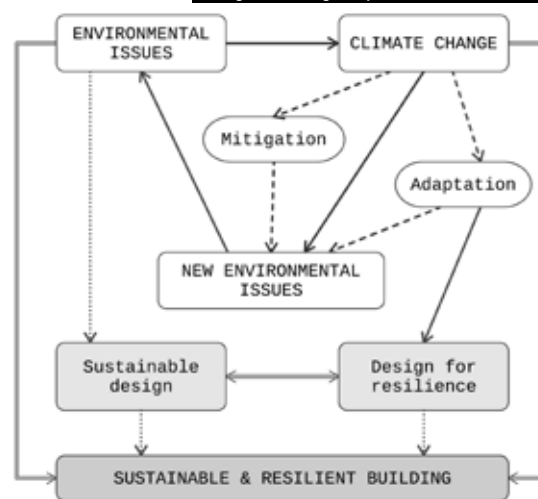 ENVIRONMENTAL
ISSUES
CLIMATE CHANGE
Mitigation
Adaptation
NEW ENVIRONMENTAL
ISSUES
Sustainable
design
Design for
resilience
SUSTAINABLE & RESILIENT BUILDING